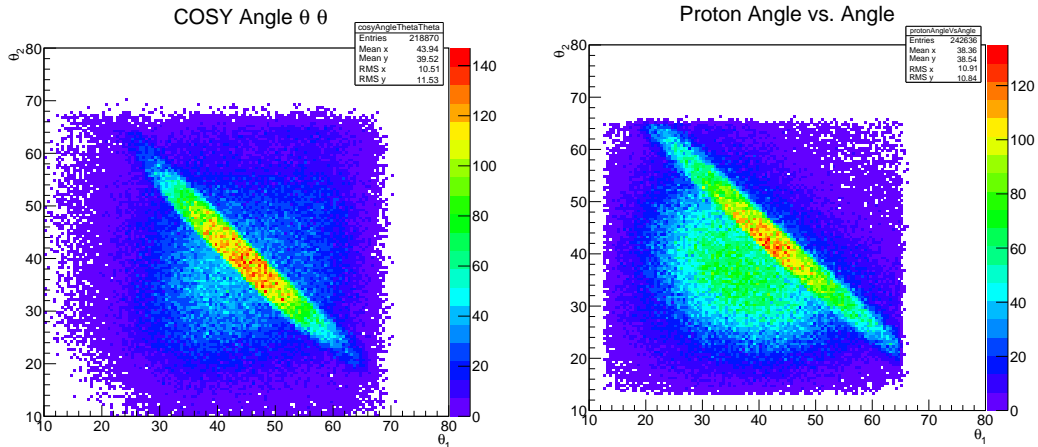 COSY Angle θ θ
cosyAngleThetaTheta
Entries 218870
Mean x 43.94
Mean y 39.52
RMS x 10.51
RMS y 11.53
θ2
80
70
60
50
40
30
20
10
10 20 30 40 50 60 70 80
θ1
140
120
100
80
60
40
20
0
Proton Angle vs. Angle
protonAngleVsAngle
Entries 242636
Mean x 38.36
Mean y 38.54
RMS x 10.91
RMS y 10.84
θ2
80
70
60
50
40
30
20
10
10 20 30 40 50 60 70 80
θ1
120
100
80
60
40
20
0